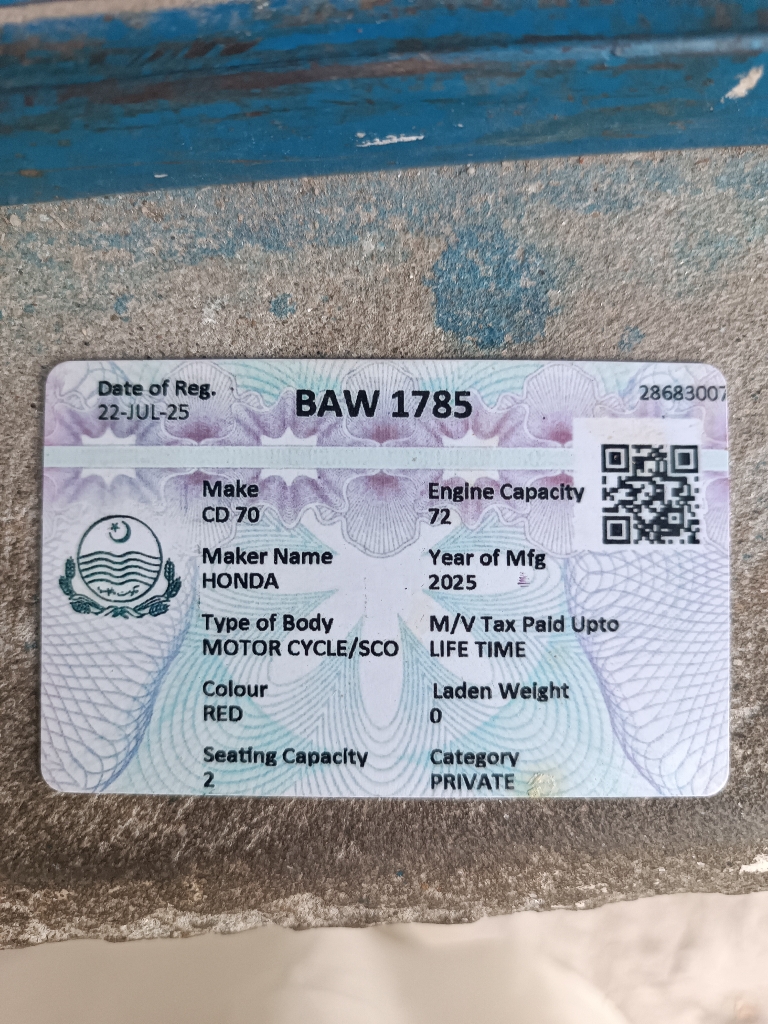 Date of Reg.
22-JUL-25
BAW 1785
28683007
Make
CD 70
Engine Capacity
72
Maker Name
HONDA
Year of Mfg
2025
Type of Body
MOTOR CYCLE/SCO
M/V Tax Paid Upto
LIFE TIME
Colour
RED
Laden Weight
0
Seating Capacity
2
Category
PRIVATE